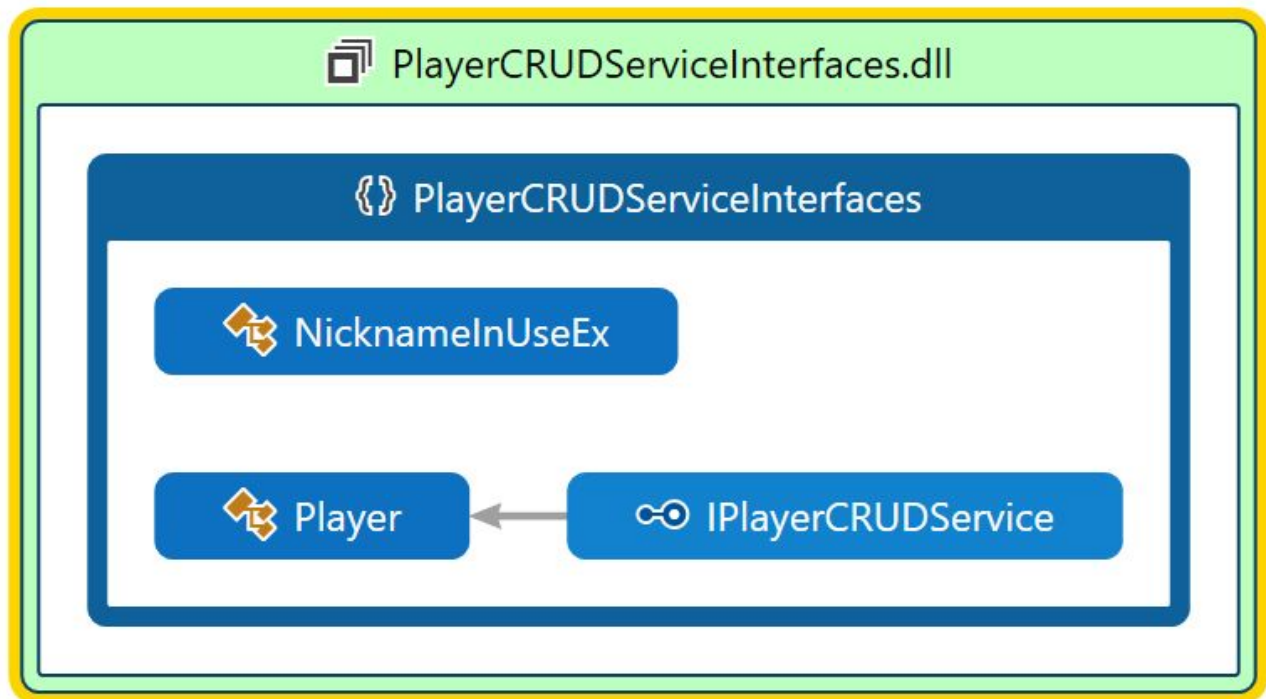 PlayerCRUDServiceInterfaces.dll
{} PlayerCRUDServiceInterfaces
NicknameInUseEx
Player
IPlayerCRUDService